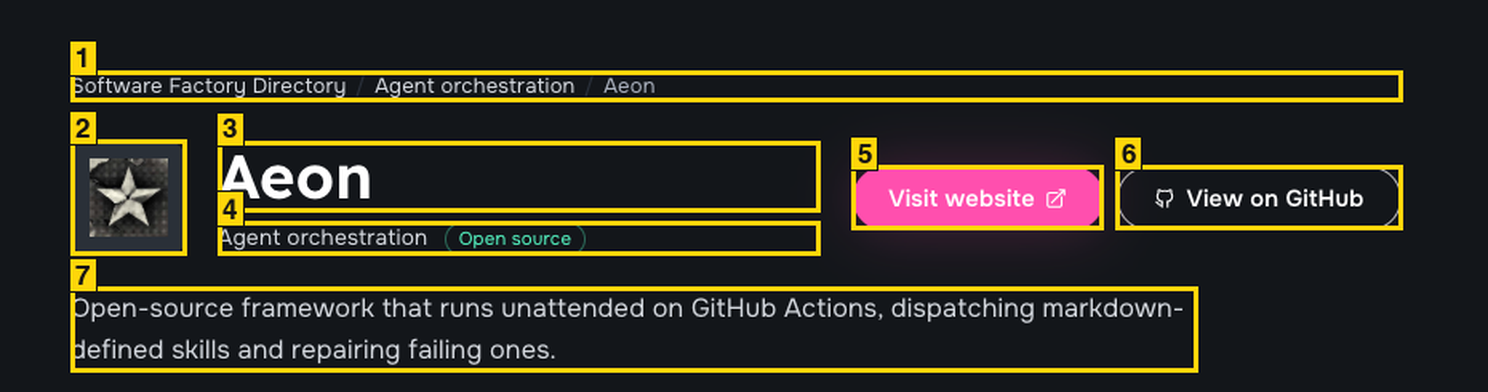 1
Software Factory Directory / Agent orchestration / Aeon
2
3
Aeon
4
Agent orchestration Open source
5
Visit website
6
View on GitHub
7
Open-source framework that runs unattended on GitHub Actions, dispatching markdown-
defined skills and repairing failing ones.